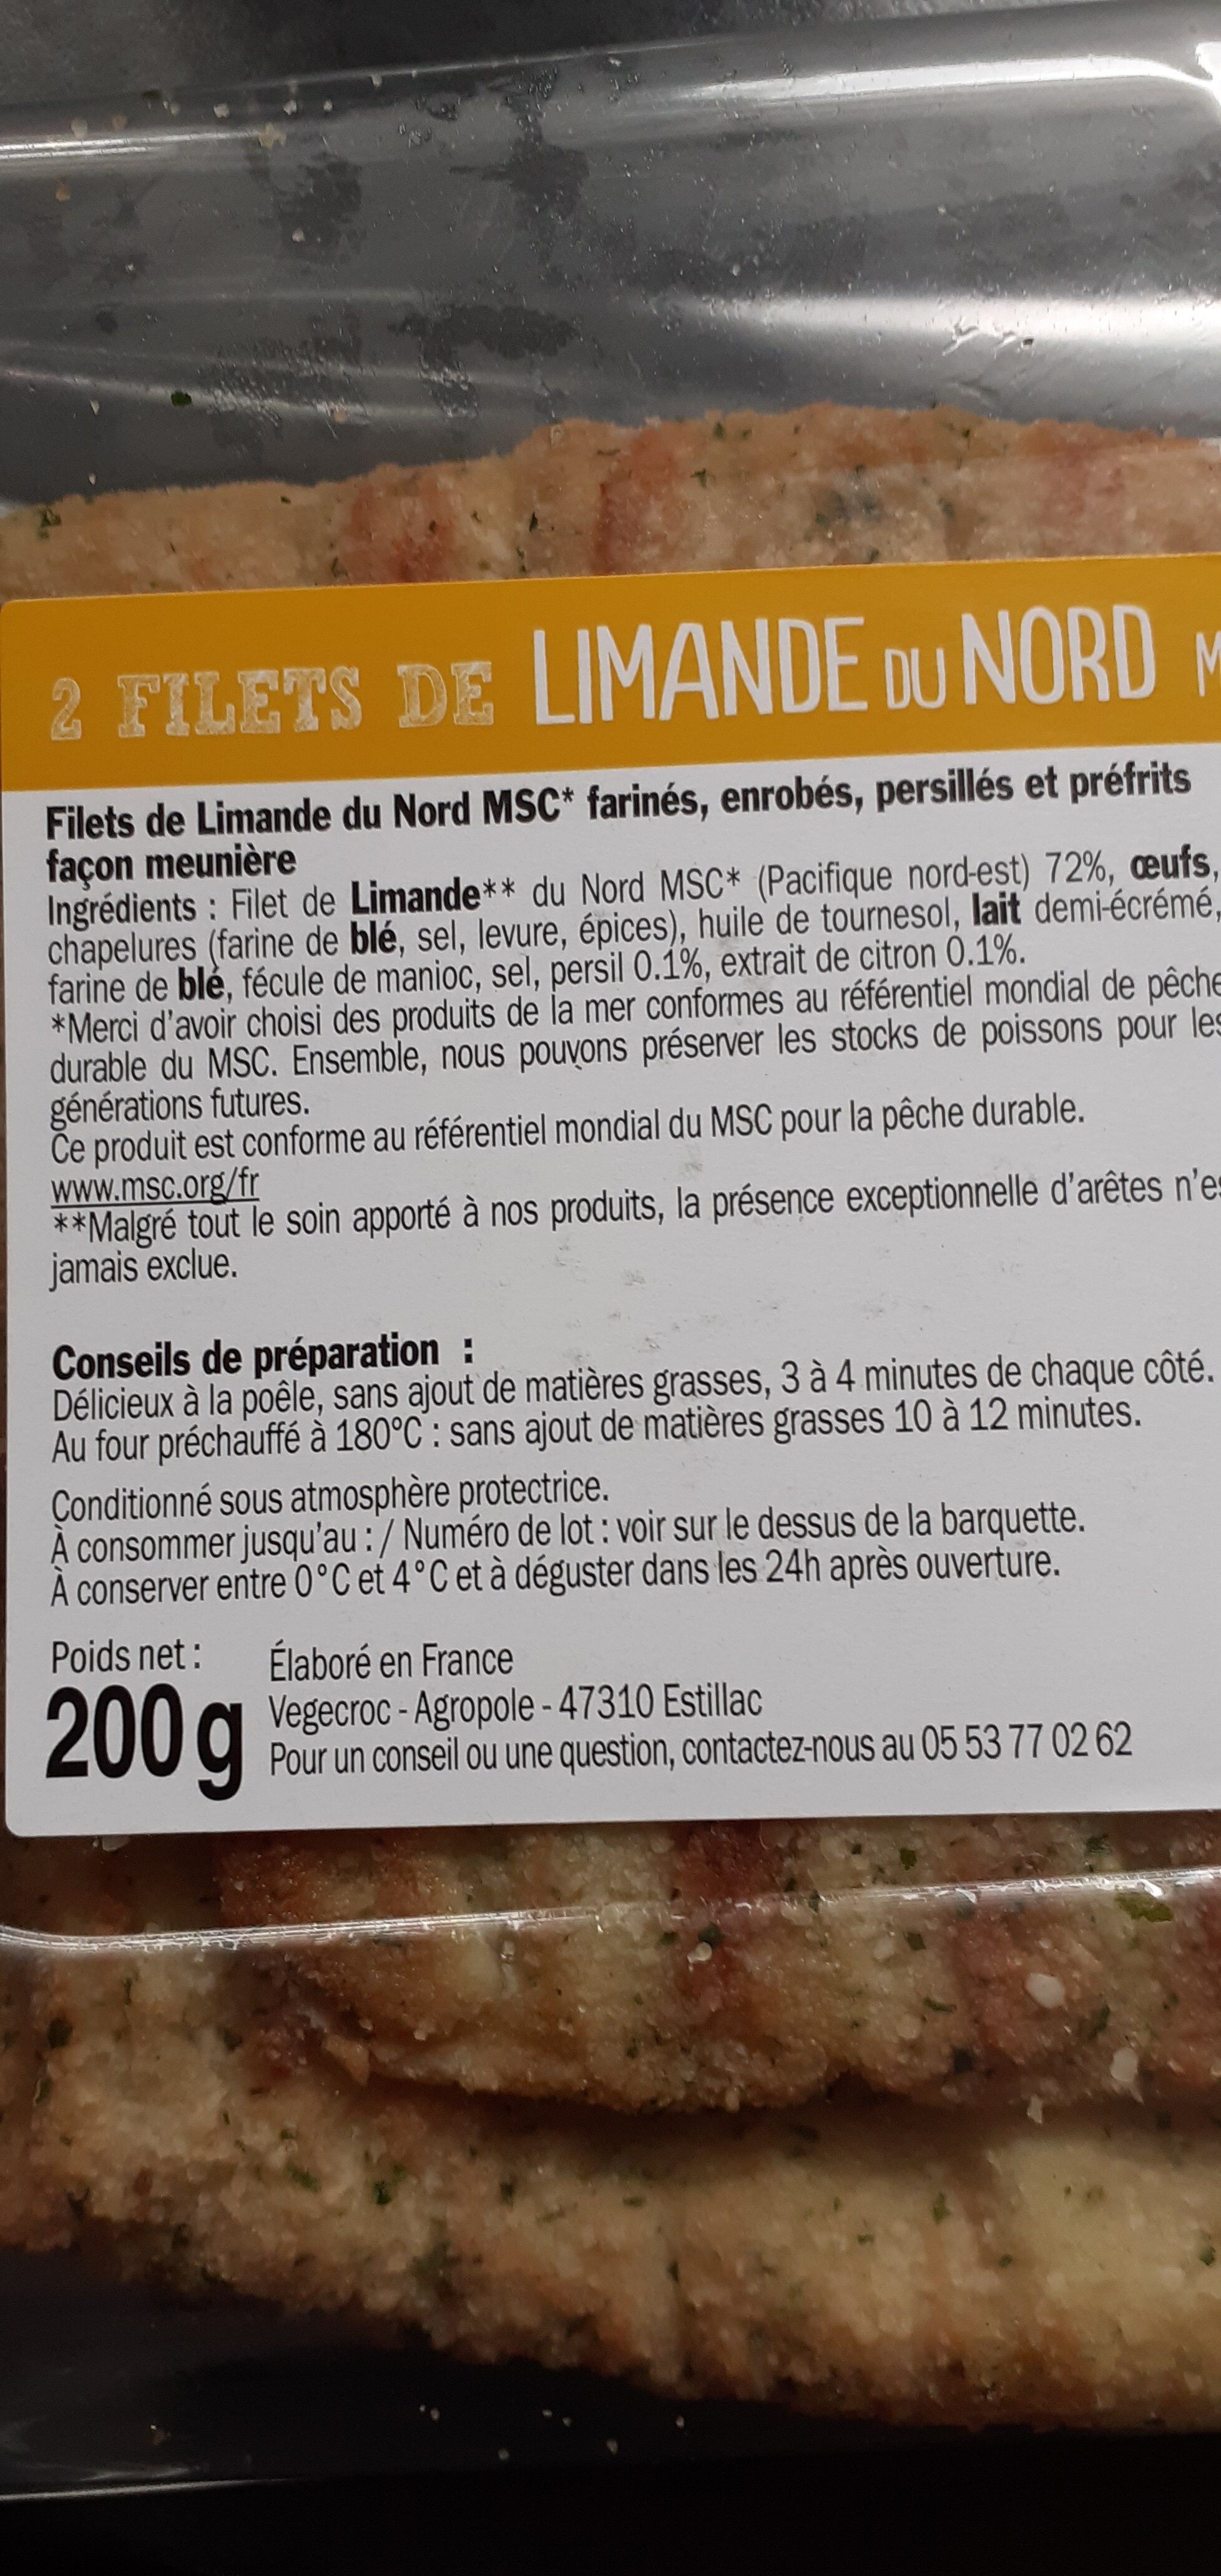 2 FILETS DE LIMANDE DU NORD
Filets de Limande du Nord MSC* farinés, enrobés, persillés et préfrits
façon meunière
Ingrédients : Filet de Limande** du Nord MSC* (Pacifique nord-est) 72%, œufs,
chapelures (farine de blé, sel, levure, épices), huile de tournesol, lait demi-écrémé,
farine de blé, fécule de manioc, sel, persil 0.1%, extrait de citron 0.1%.
*Merci d'avoir choisi des produits de la mer conformes au référentiel mondial de pêche
durable du MSC. Ensemble, nous pouvons préserver les stocks de poissons pour les
générations futures.
Ce produit est conforme au référentiel mondial du MSC pour la pêche durable.
www.msc.org/fr
**Malgré tout le soin apporté à nos produits, la présence exceptionnelle d'arêtes
jamais exclue.
Conseils de préparation :
Délicieux à la poêle, sans ajout de matières grasses, 3 à 4 minutes de chaque côté.
Au four préchauffé à 180°C : sans ajout de matières grasses 10 à 12 minutes.
Conditionné sous atmosphère protectrice.
À consommer jusqu'au : / Numéro de lot : voir sur le dessus de la barquette.
À conserver entre 0°C et 4°C et à déguster dans les 24h après ouverture.
Poids net :
200g
Élaboré en France
Vegecroc - Agropole - 47310 Estillac
Pour un conseil ou une question, contactez-nous au 05 53 77 02 62